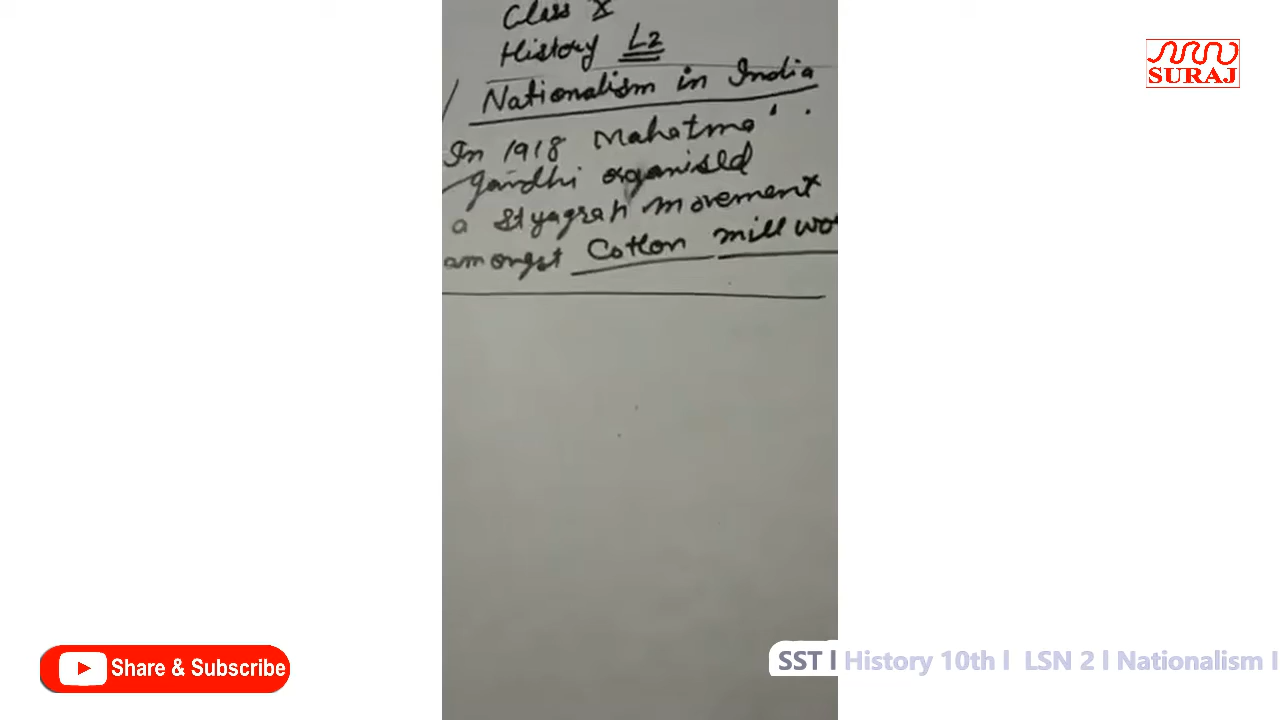 Class X
History L2
Nationalism in India
In 1918 Mahatma
Gandhi organised
a Styagrah movement
amongst Cotton mill wo
SURAJ
Share & Subscribe
SST l History 10th l LSN 2 l Nationalism I